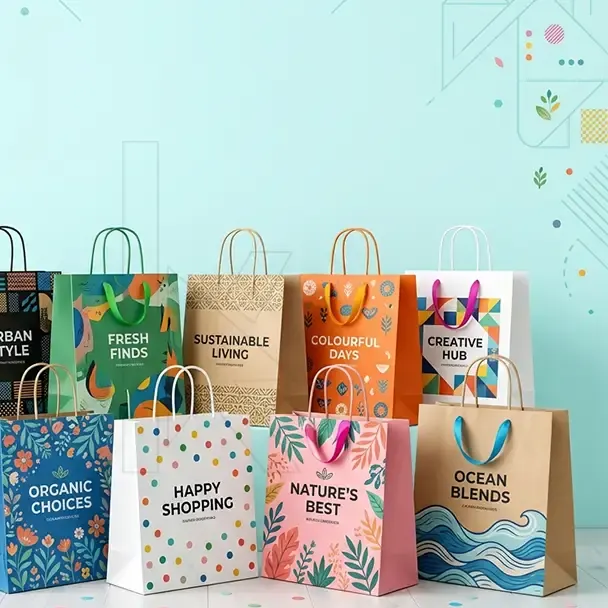 RBAN
TYLE
FRESH
FINDS
SUSTAINABLE
LIVING
COLOURFUL
DAYS
CREATIVE
HUB
ORGANIC
CHOICES
HAPPY
SHOPPING
NATURE'S
BEST
OCEAN
BLENDS